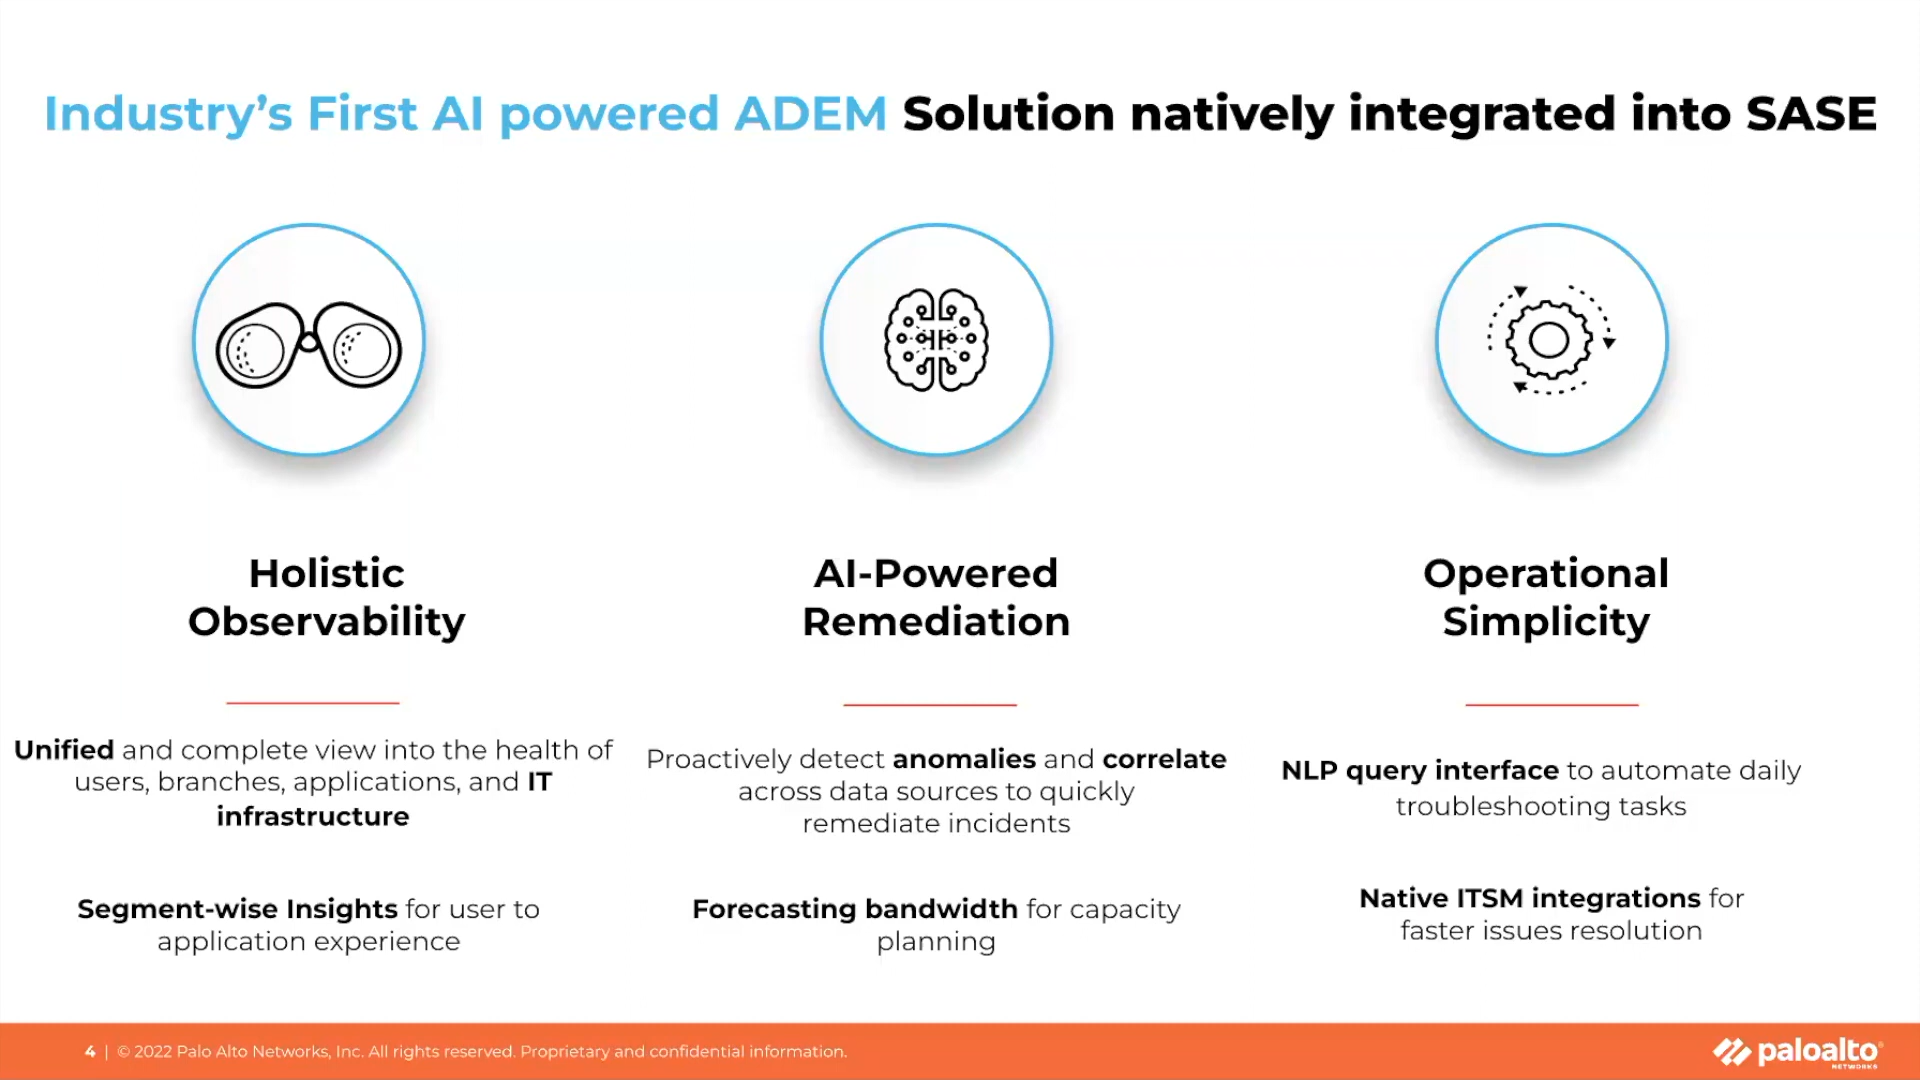 Industry's First AI powered ADEM Solution natively integrated into SASE
Holistic
Observability
Unified and complete view into the health of
users, branches, applications, and IT
infrastructure
Segment-wise Insights for user to
application experience
AI-Powered
Remediation
Proactively detect anomalies and correlate
across data sources to quickly
remediate incidents
Forecasting bandwidth for capacity
planning
Operational
Simplicity
NLP query interface to automate daily
troubleshooting tasks
Native ITSM integrations for
faster issues resolution
4 | © 2022 Palo Alto Networks, Inc. All rights reserved. Proprietary and confidential information.
paloalto®
NETWORKS